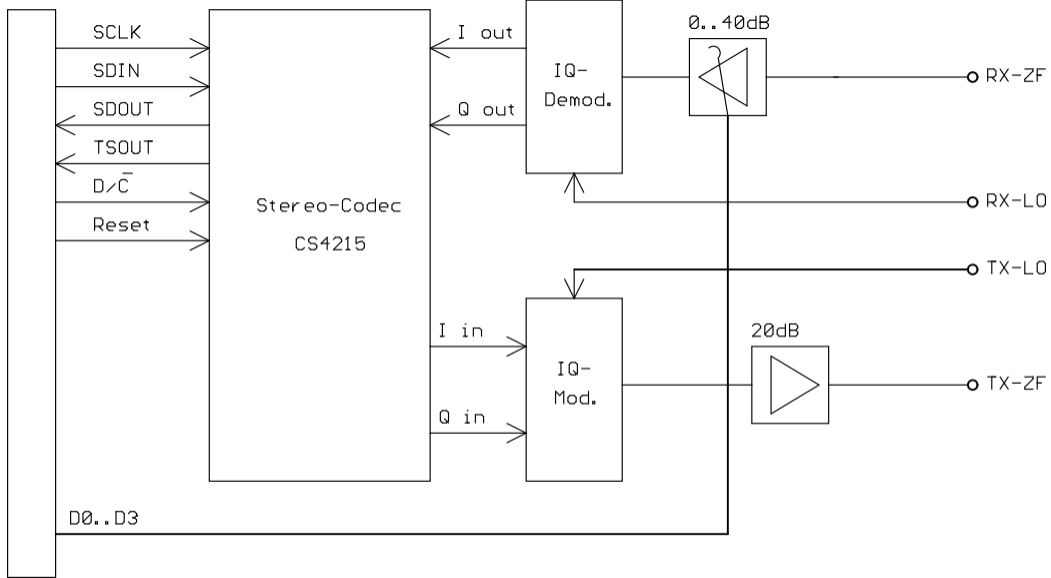 SCLK
SDIN
SDOUT
TSOUT
D/C̅
Reset
Stereo-Codec
CS4215
I out
Q out
IQ-
Demod.
0..40dB
RX-ZF
RX-LO
TX-LO
I in
Q in
IQ-
Mod.
20dB
TX-ZF
D0..D3